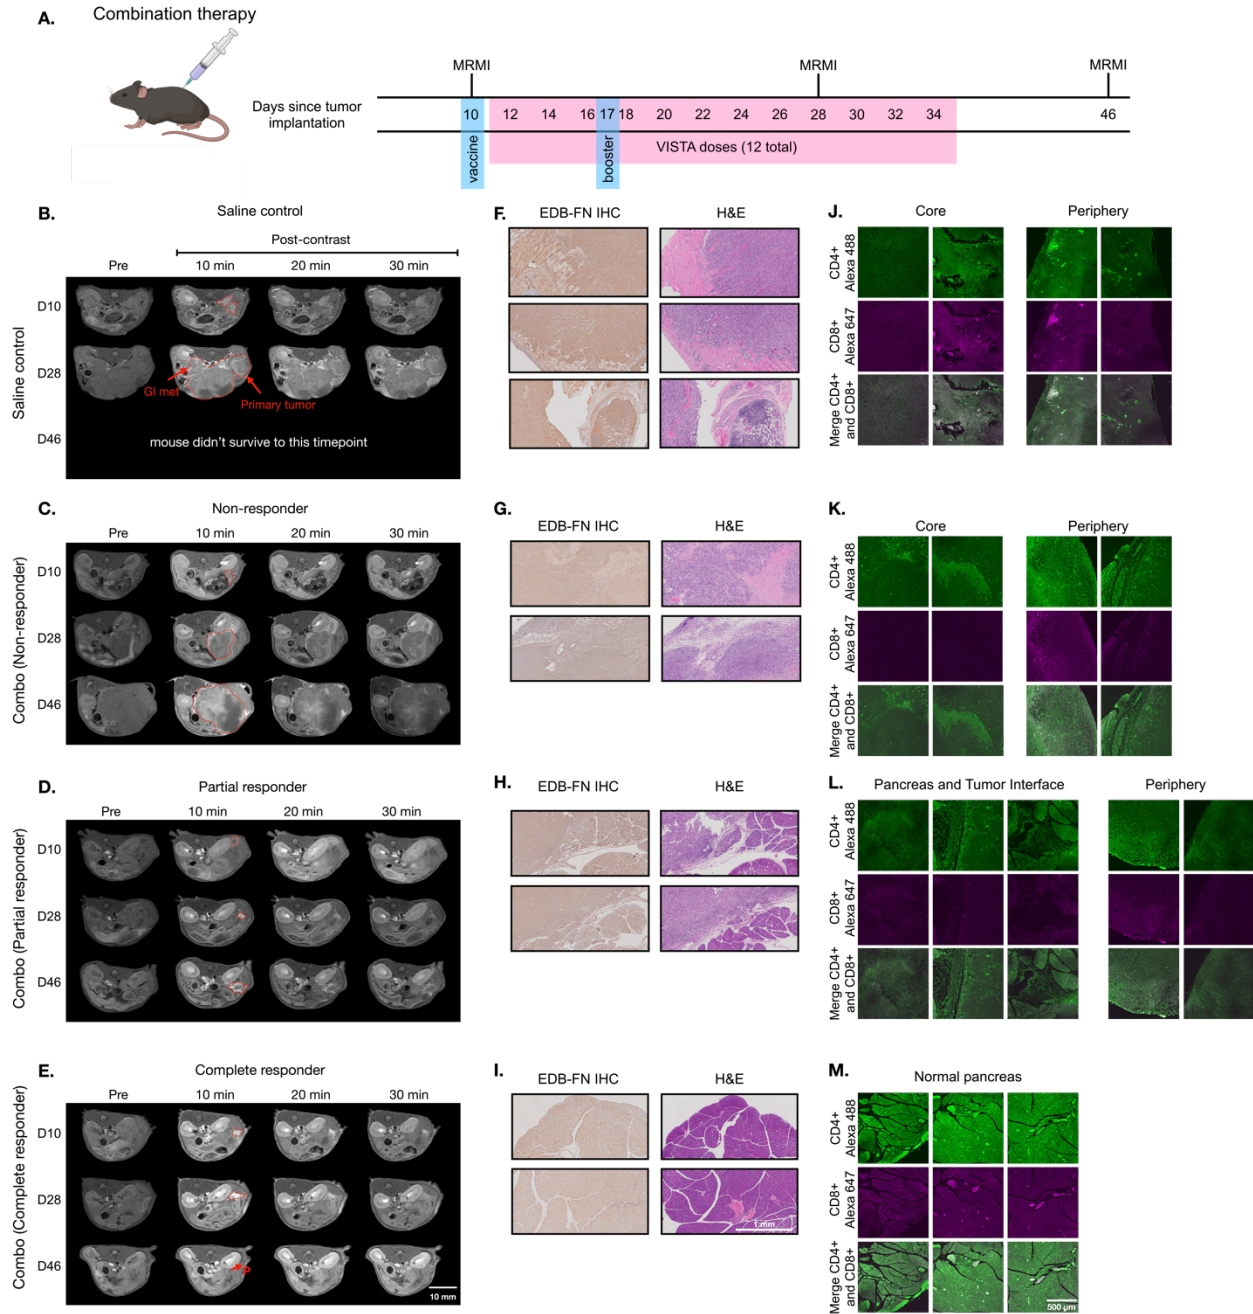 A.
Combination therapy
MRMI MRMI MRMI
Days since tumor
implantation
10 12 14 16 17 18 20 22 24 26 28 30 32 34 46
vaccine
booster
VISTA doses (12 total)
B.
Saline control
Post-contrast
Pre 10 min 20 min 30 min
Saline control
D10
D28
GI met
Primary tumor
D46
mouse didn't survive to this timepoint
F.
EDB-FN IHC H&E
J.
Core Periphery
CD4+
Alexa 488
CD8+
Alexa 647
Merge CD4+
and CD8+
C.
Non-responder
Pre 10 min 20 min 30 min
Combo (Non-responder)
D10
D28
D46
G.
EDB-FN IHC H&E
K.
Core Periphery
CD4+
Alexa 488
CD8+
Alexa 647
Merge CD4+
and CD8+
D.
Partial responder
Pre 10 min 20 min 30 min
Combo (Partial responder)
D10
D28
D46
H.
EDB-FN IHC H&E
L.
Pancreas and Tumor Interface Periphery
CD4+
Alexa 488
CD8+
Alexa 647
Merge CD4+
and CD8+
E.
Complete responder
Pre 10 min 20 min 30 min
Combo (Complete responder)
D10
D28
D46
P
10 mm
I.
EDB-FN IHC H&E
1 mm
M.
Normal pancreas
CD4+
Alexa 488
CD8+
Alexa 647
Merge CD4+
and CD8+
500 µm